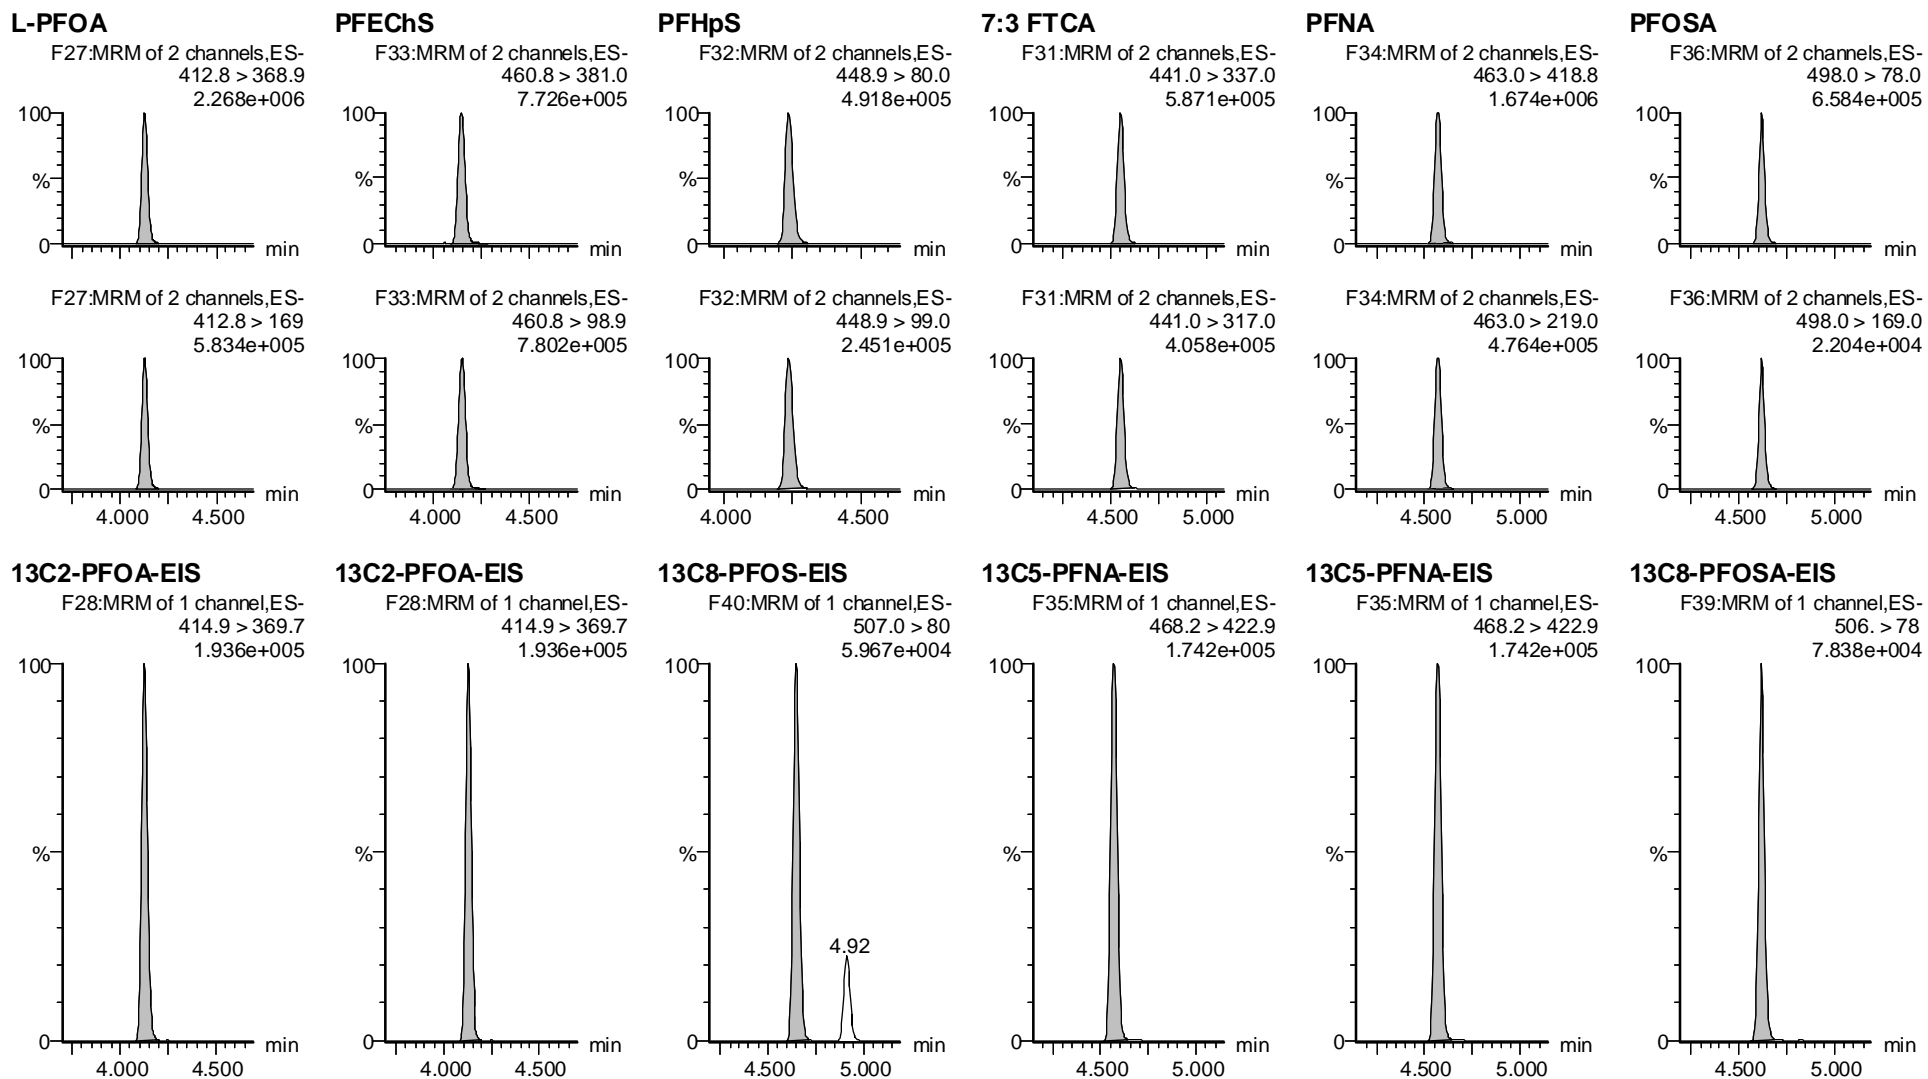 L-PFOA
F27:MRM of 2 channels,ES-
412.8 > 368.9
2.268e+006
100
%
0
min
PFEChS
F33:MRM of 2 channels,ES-
460.8 > 381.0
7.726e+005
100
%
0
min
PFHpS
F32:MRM of 2 channels,ES-
448.9 > 80.0
4.918e+005
100
%
0
min
7:3 FTCA
F31:MRM of 2 channels,ES-
441.0 > 337.0
5.871e+005
100
%
0
min
PFNA
F34:MRM of 2 channels,ES-
463.0 > 418.8
1.674e+006
100
%
0
min
PFOSA
F36:MRM of 2 channels,ES-
498.0 > 78.0
6.584e+005
100
%
0
min
F27:MRM of 2 channels,ES-
412.8 > 169
5.834e+005
100
%
0
min
4.000 4.500
F33:MRM of 2 channels,ES-
460.8 > 98.9
7.802e+005
100
%
0
min
4.000 4.500
F32:MRM of 2 channels,ES-
448.9 > 99.0
2.451e+005
100
%
0
min
4.000 4.500
F31:MRM of 2 channels,ES-
441.0 > 317.0
4.058e+005
100
%
0
min
4.500 5.000
F34:MRM of 2 channels,ES-
463.0 > 219.0
4.764e+005
100
%
0
min
4.500 5.000
F36:MRM of 2 channels,ES-
498.0 > 169.0
2.204e+004
100
%
0
min
4.500 5.000
13C2-PFOA-EIS
F28:MRM of 1 channel,ES-
414.9 > 369.7
1.936e+005
100
%
0
min
4.000 4.500
13C2-PFOA-EIS
F28:MRM of 1 channel,ES-
414.9 > 369.7
1.936e+005
100
%
0
min
4.000 4.500
13C8-PFOS-EIS
F40:MRM of 1 channel,ES-
507.0 > 80
5.967e+004
100
%
4.92
0
min
4.500 5.000
13C5-PFNA-EIS
F35:MRM of 1 channel,ES-
468.2 > 422.9
1.742e+005
100
%
0
min
4.500 5.000
13C5-PFNA-EIS
F35:MRM of 1 channel,ES-
468.2 > 422.9
1.742e+005
100
%
0
min
4.500 5.000
13C8-PFOSA-EIS
F39:MRM of 1 channel,ES-
506. > 78
7.838e+004
100
%
0
min
4.500 5.000